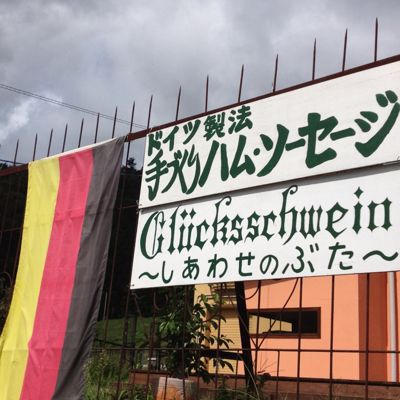 ドイツ製法
手づくりハム・ソーセージ
Glücksschwein
〜しあわせのぶた〜